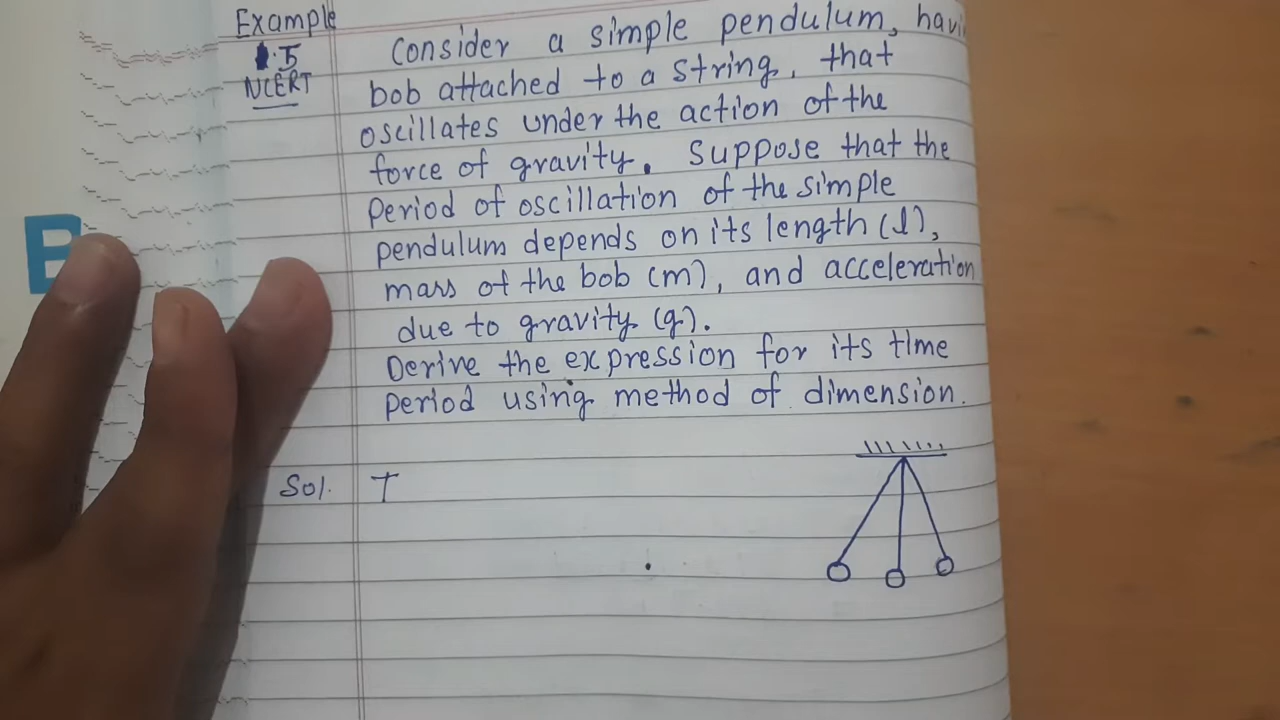 Example
1.5
NCERT
Consider a simple pendulum, havi
bob attached to a string, that
oscillates under the action of the
force of gravity. Suppose that the
period of oscillation of the simple
pendulum depends on its length (l),
mass of the bob (m), and acceleration
due to gravity (g).
Derive the expression for its time
period using method of dimension.
Sol. T
B